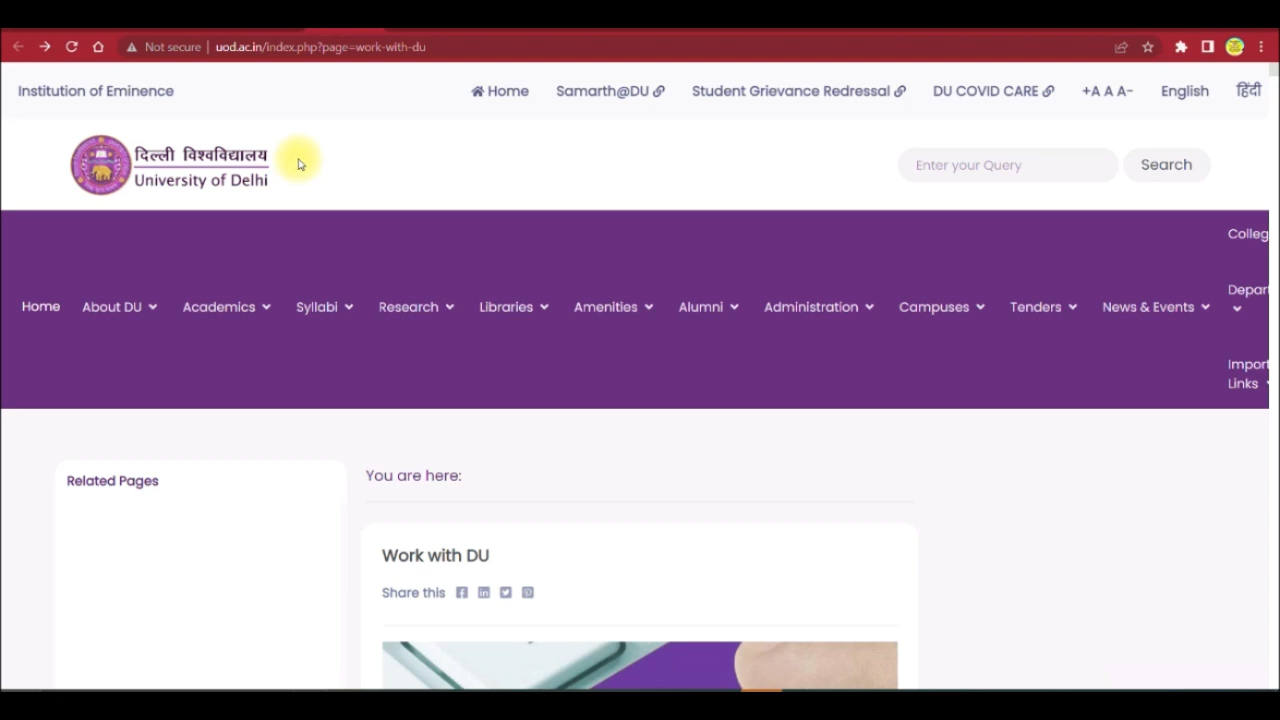 Not secure | uod.ac.in/index.php?page=work-with-du
Institution of Eminence Home Samarth@DU Student Grievance Redressal DU COVID CARE +A A A- English हिंदी
दिल्ली विश्वविद्यालय
University of Delhi
Enter your Query Search
Home About DU Academics Syllabi Research Libraries Amenities Alumni Administration Campuses Tenders News & Events
Colleg
Depart
Import
Links
Related Pages
You are here:
Work with DU
Share this